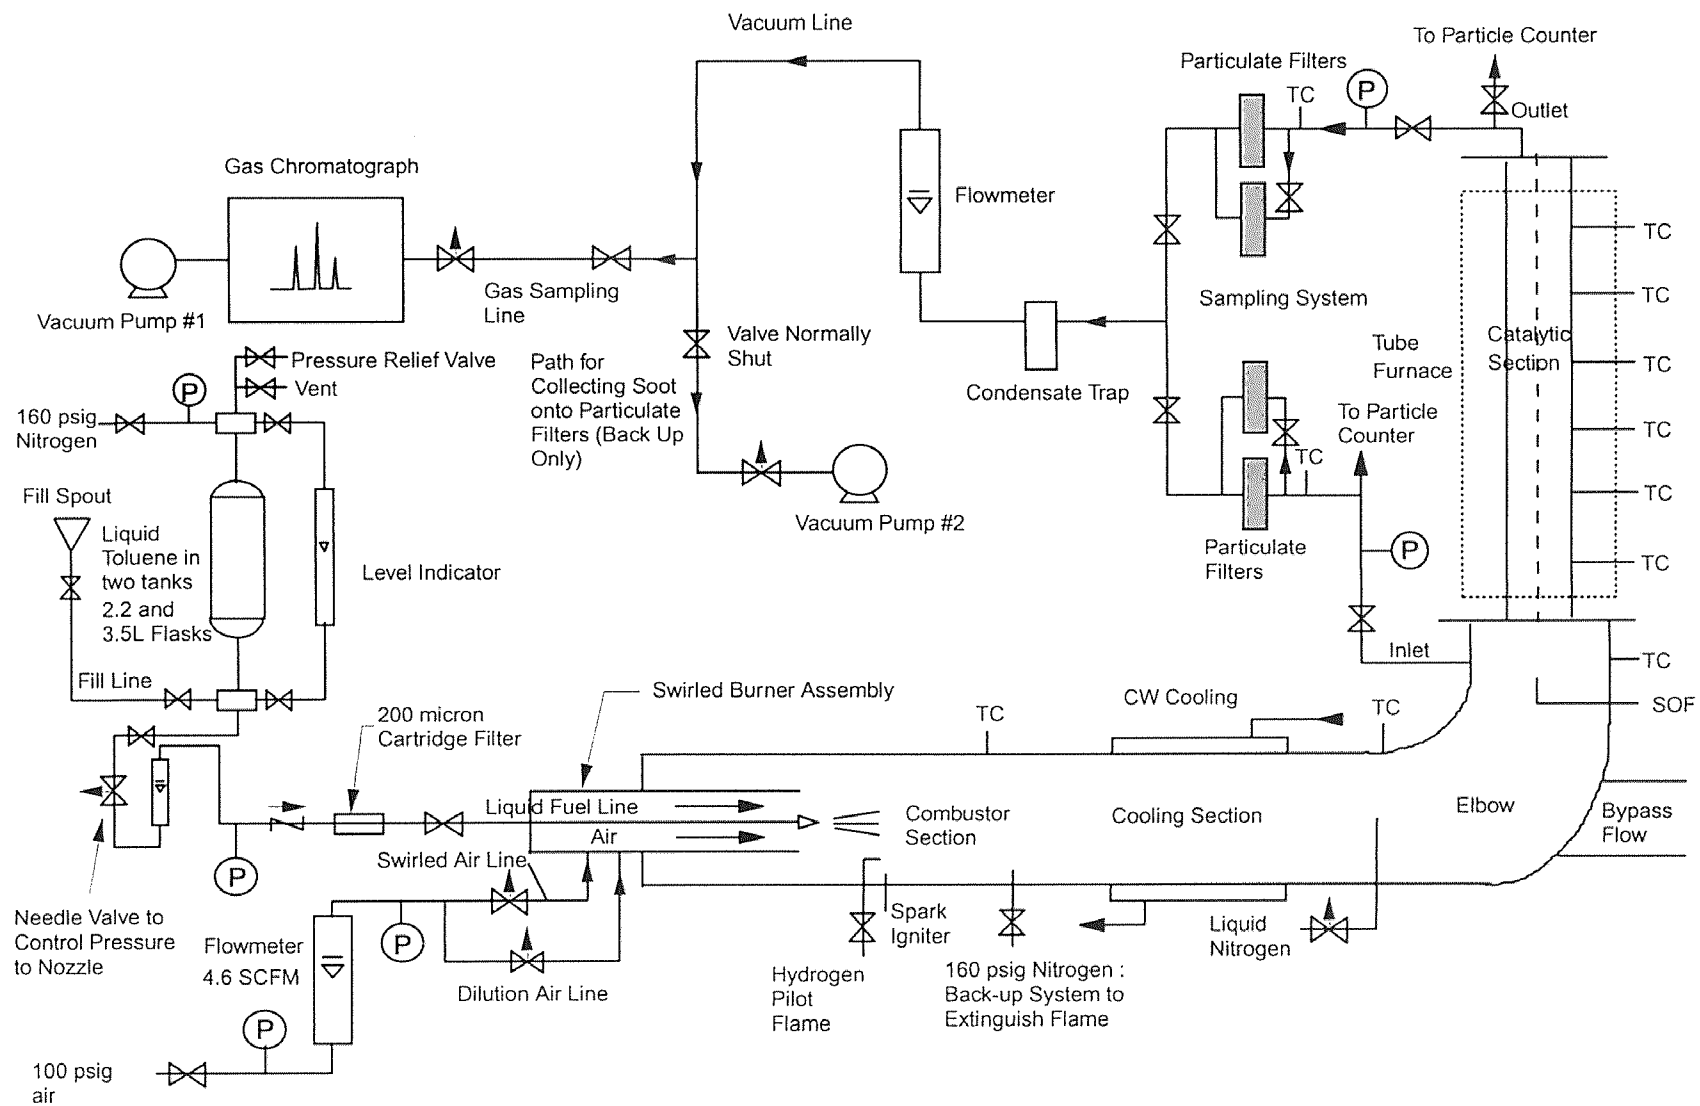 Vacuum Line
To Particle Counter
Particulate Filters
TC
P
Outlet
Gas Chromatograph
Flowmeter
TC
Vacuum Pump #1
Gas Sampling
Line
Sampling System
TC
Valve Normally
Shut
Path for
Collecting Soot
onto Particulate
Filters (Back Up
Only)
Condensate Trap
Tube
Furnace
Catalytic
Section
TC
Pressure Relief Valve
Vent
P
160 psig
Nitrogen
To Particle
Counter
TC
TC
Fill Spout
Liquid
Toluene in
two tanks
2.2 and
3.5L Flasks
Level Indicator
Vacuum Pump #2
Particulate
Filters
P
TC
TC
Inlet
TC
Fill Line
Swirled Burner Assembly
CW Cooling
SOF
200 micron
Cartridge Filter
TC
TC
Liquid Fuel Line
Air
Combustor
Section
Cooling Section
Elbow
Bypass
Flow
Swirled Air Line
P
Needle Valve to
Control Pressure
to Nozzle
Flowmeter
4.6 SCFM
P
Dilution Air Line
Spark
Igniter
Hydrogen
Pilot
Flame
160 psig Nitrogen :
Back-up System to
Extinguish Flame
Liquid
Nitrogen
P
100 psig
air